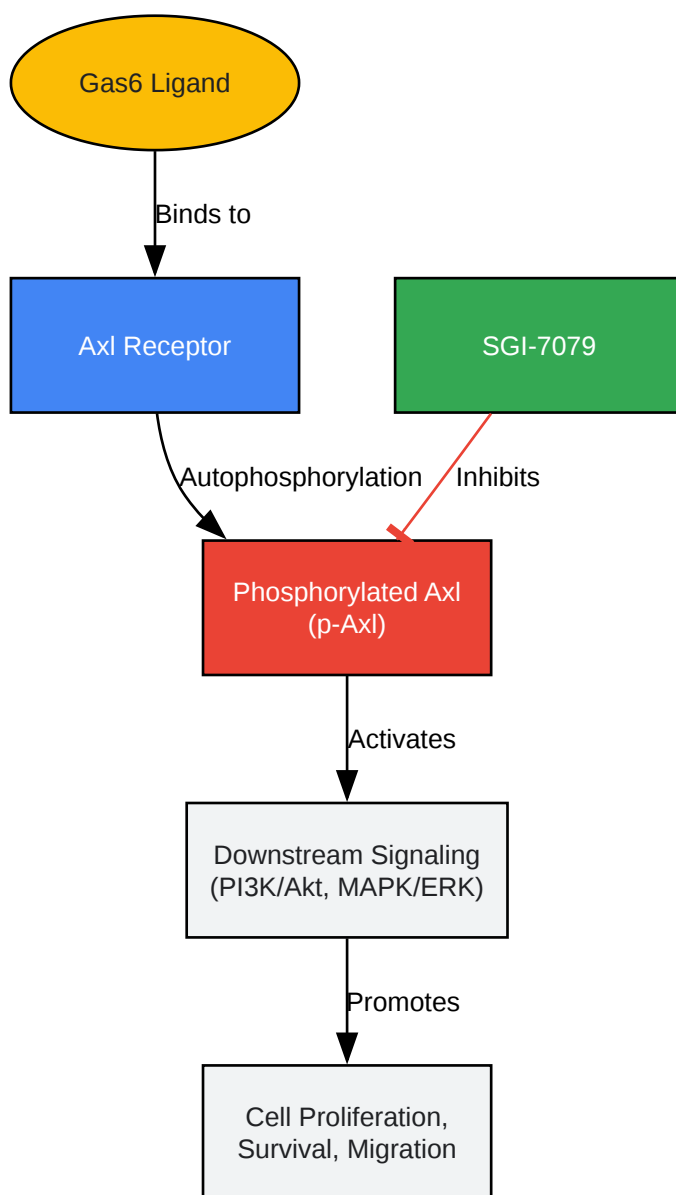 Gas6 Ligand
Binds to
Axl Receptor
SGI-7079
Autophosphorylation
Inhibits
Phosphorylated Axl
(p-Axl)
Activates
Downstream Signaling
(PI3K/Akt, MAPK/ERK)
Promotes
Cell Proliferation,
Survival, Migration